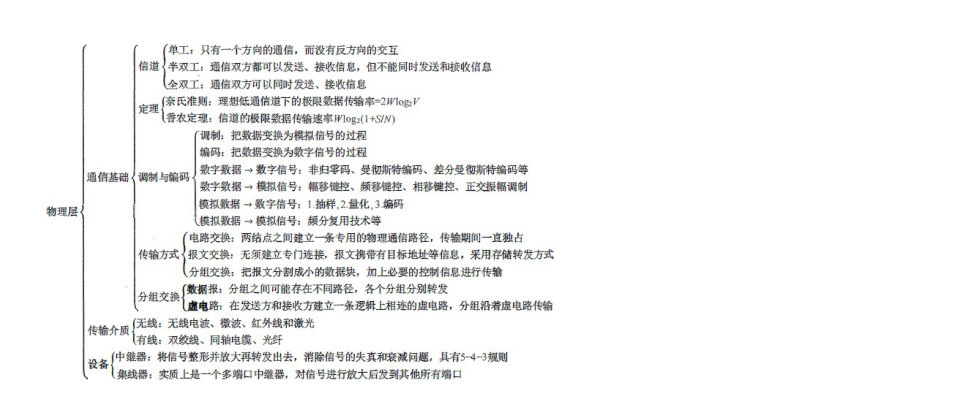 单工：只有一个方向的通信，而没有反方向的交互
信道
半双工：通信双方都可以发送、接收信息，但不能同时发送和接收信息
全双工：通信双方可以同时发送、接收信息
定理
奈氏准则：理想低通信道下的极限数据传输率=2Wlog₂V
香农定理：信道的极限数据传输速率Wlog₂(1+S/N)
调制：把数据变换为模拟信号的过程
编码：把数据变换为数字信号的过程
通信基础
调制与编码
数字数据→数字信号：非归零码、曼彻斯特编码、差分曼彻斯特编码等
数字数据→模拟信号：幅移键控、频移键控、相移键控、正交振幅调制
物理层
模拟数据→数字信号：1.抽样,2.量化,3.编码
模拟数据→模拟信号：频分复用技术等
电路交换：两结点之间建立一条专用的物理通信路径，传输期间一直独占
传输方式
报文交换：无须建立专门连接，报文携带有目标地址等信息，采用存储转发方式
分组交换：把报文分割成小的数据块，加上必要的控制信息进行传输
分组交换
数据报：分组之间可能存在不同路径，各个分组分别转发
虚电路：在发送方和接收方建立一条逻辑上相连的虚电路，分组沿着虚电路传输
传输介质
无线：无线电波、微波、红外线和激光
有线：双绞线、同轴电缆、光纤
设备
中继器：将信号整形并放大再转发出去，消除信号的失真和衰减问题，具有5-4-3规则
集线器：实质上是一个多端口中继器，对信号进行放大后发到其他所有端口